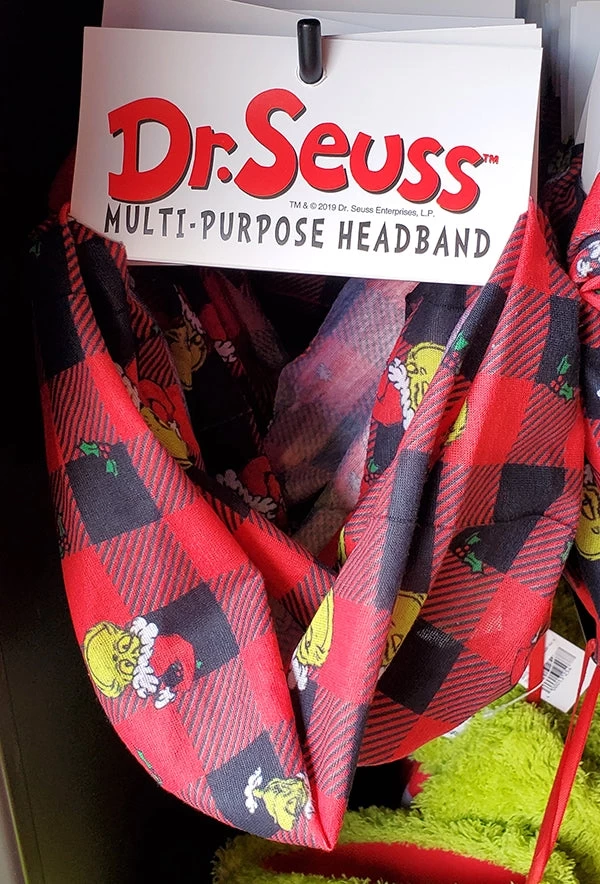 Dr. Seuss™
TM & © 2019 Dr. Seuss Enterprises, L.P.
MULTI-PURPOSE HEADBAND